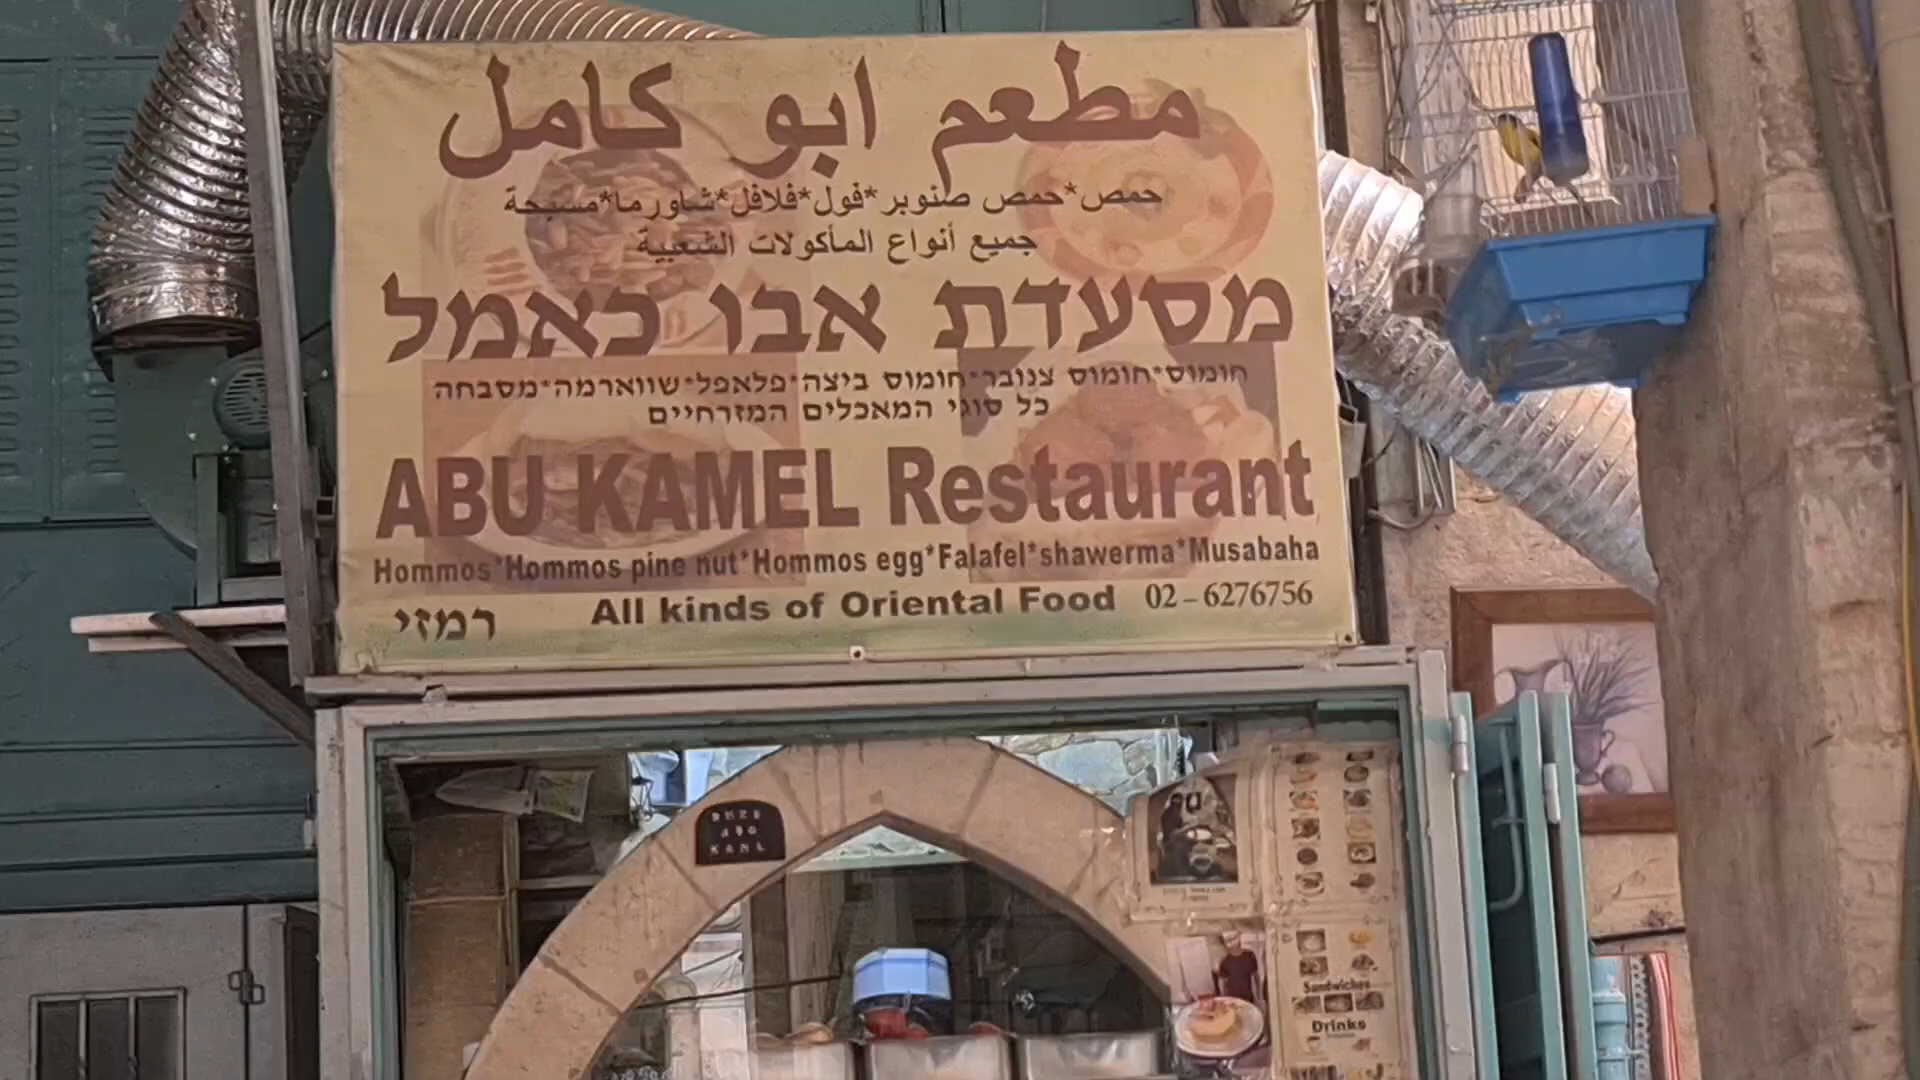 مطعم ابو كامل
حمص*حمص صنوبر*فول*فلافل*شاورما*مسبحة
جميع أنواع المأكولات الشعبية
מסעדת אבו כאמל
חומוס*חומוס צנובר*חומוס ביצה*פלאפל*שווארמה*מסבחה
כל סוגי המאכלים המזרחיים
ABU KAMEL Restaurant
Hommos*Hommos pine nut*Hommos egg*Falafel*shawerma*Musabaha
All kinds of Oriental Food 02-6276756
רמזי
Sandwiches
Drinks